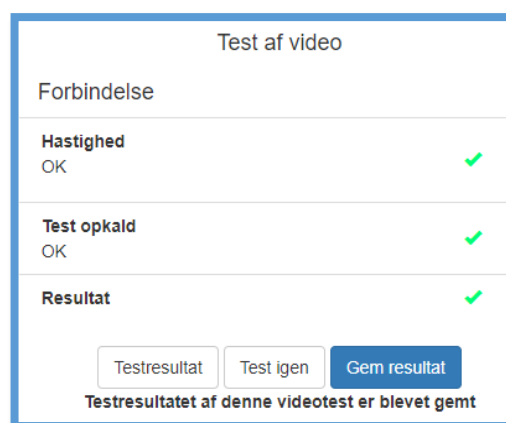 Test af video
Forbindelse
Hastighed
OK
Test opkald
OK
Resultat
Testresultat Test igen Gem resultat
Testresultatet af denne videotest er blevet gemt